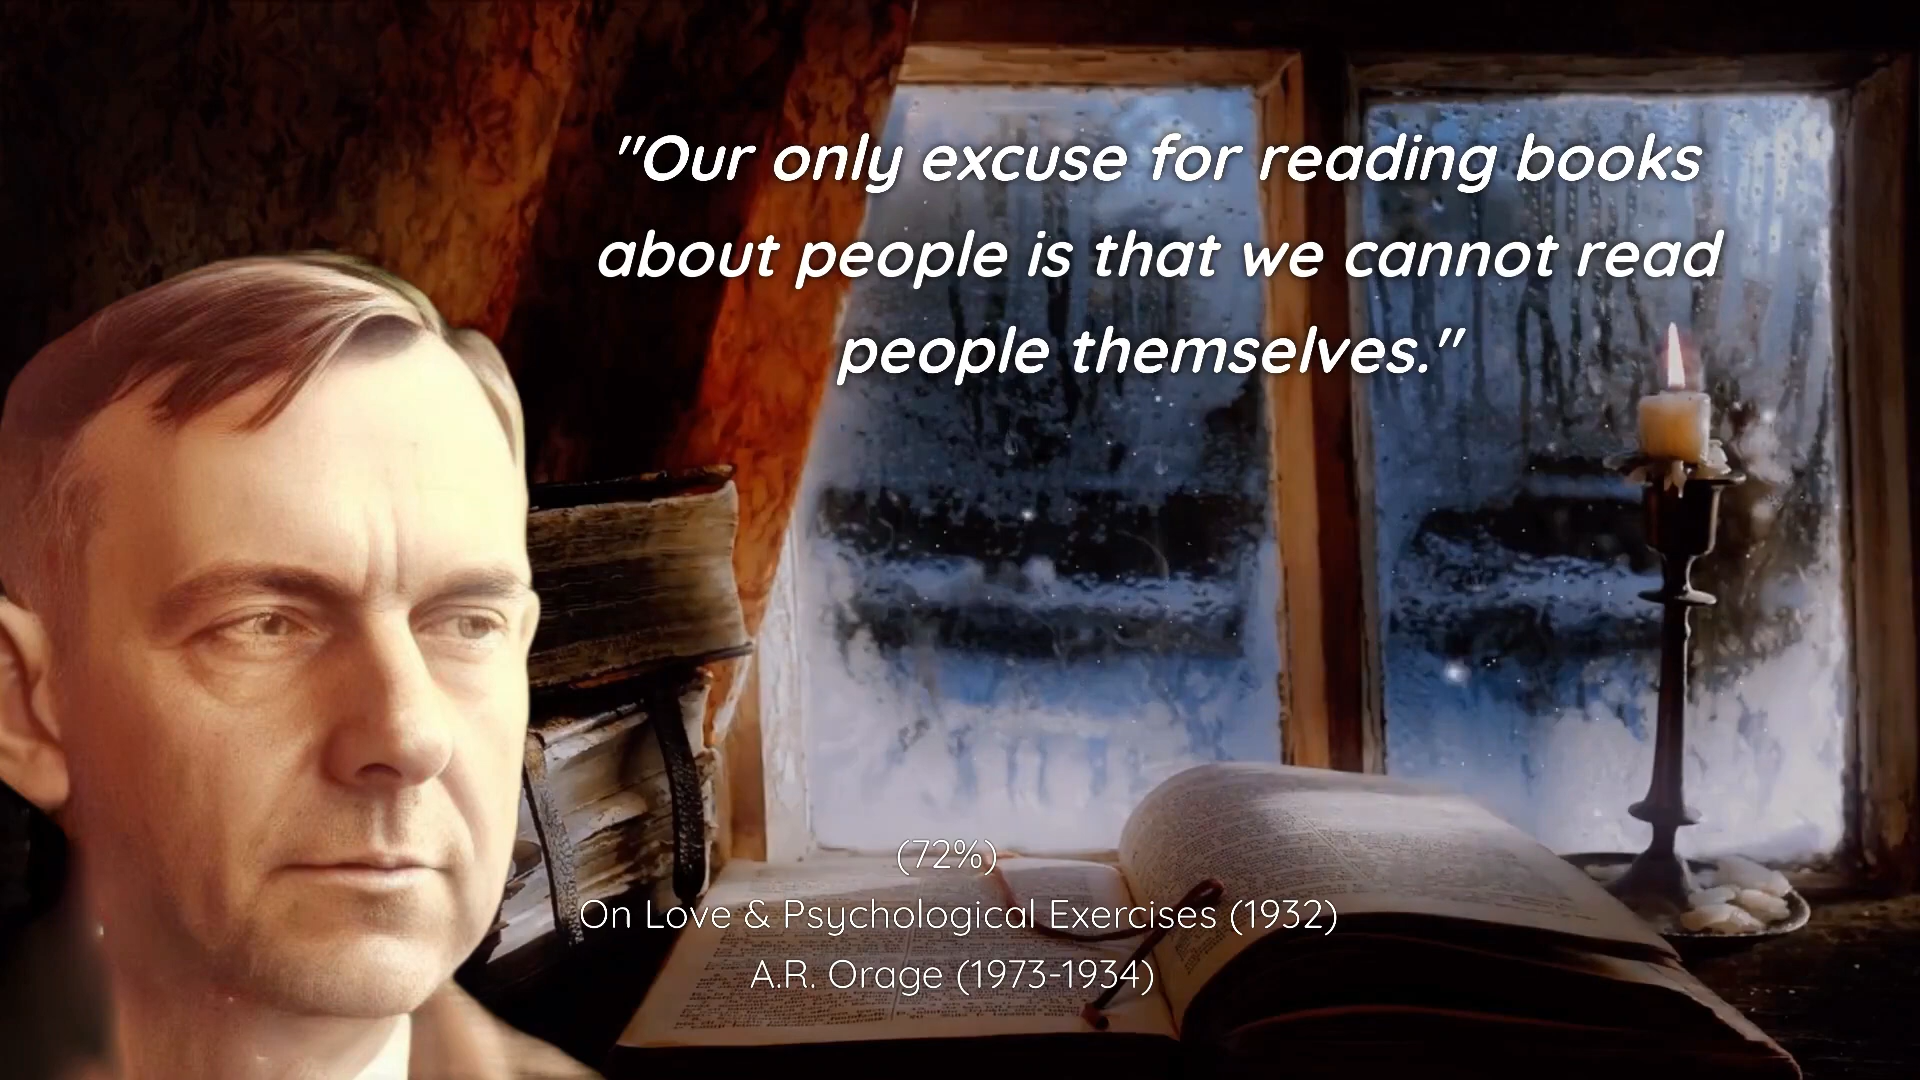 "Our only excuse for reading books
about people is that we cannot read
people themselves."
(72%)
On Love & Psychological Exercises (1932)
A.R. Orage (1973-1934)